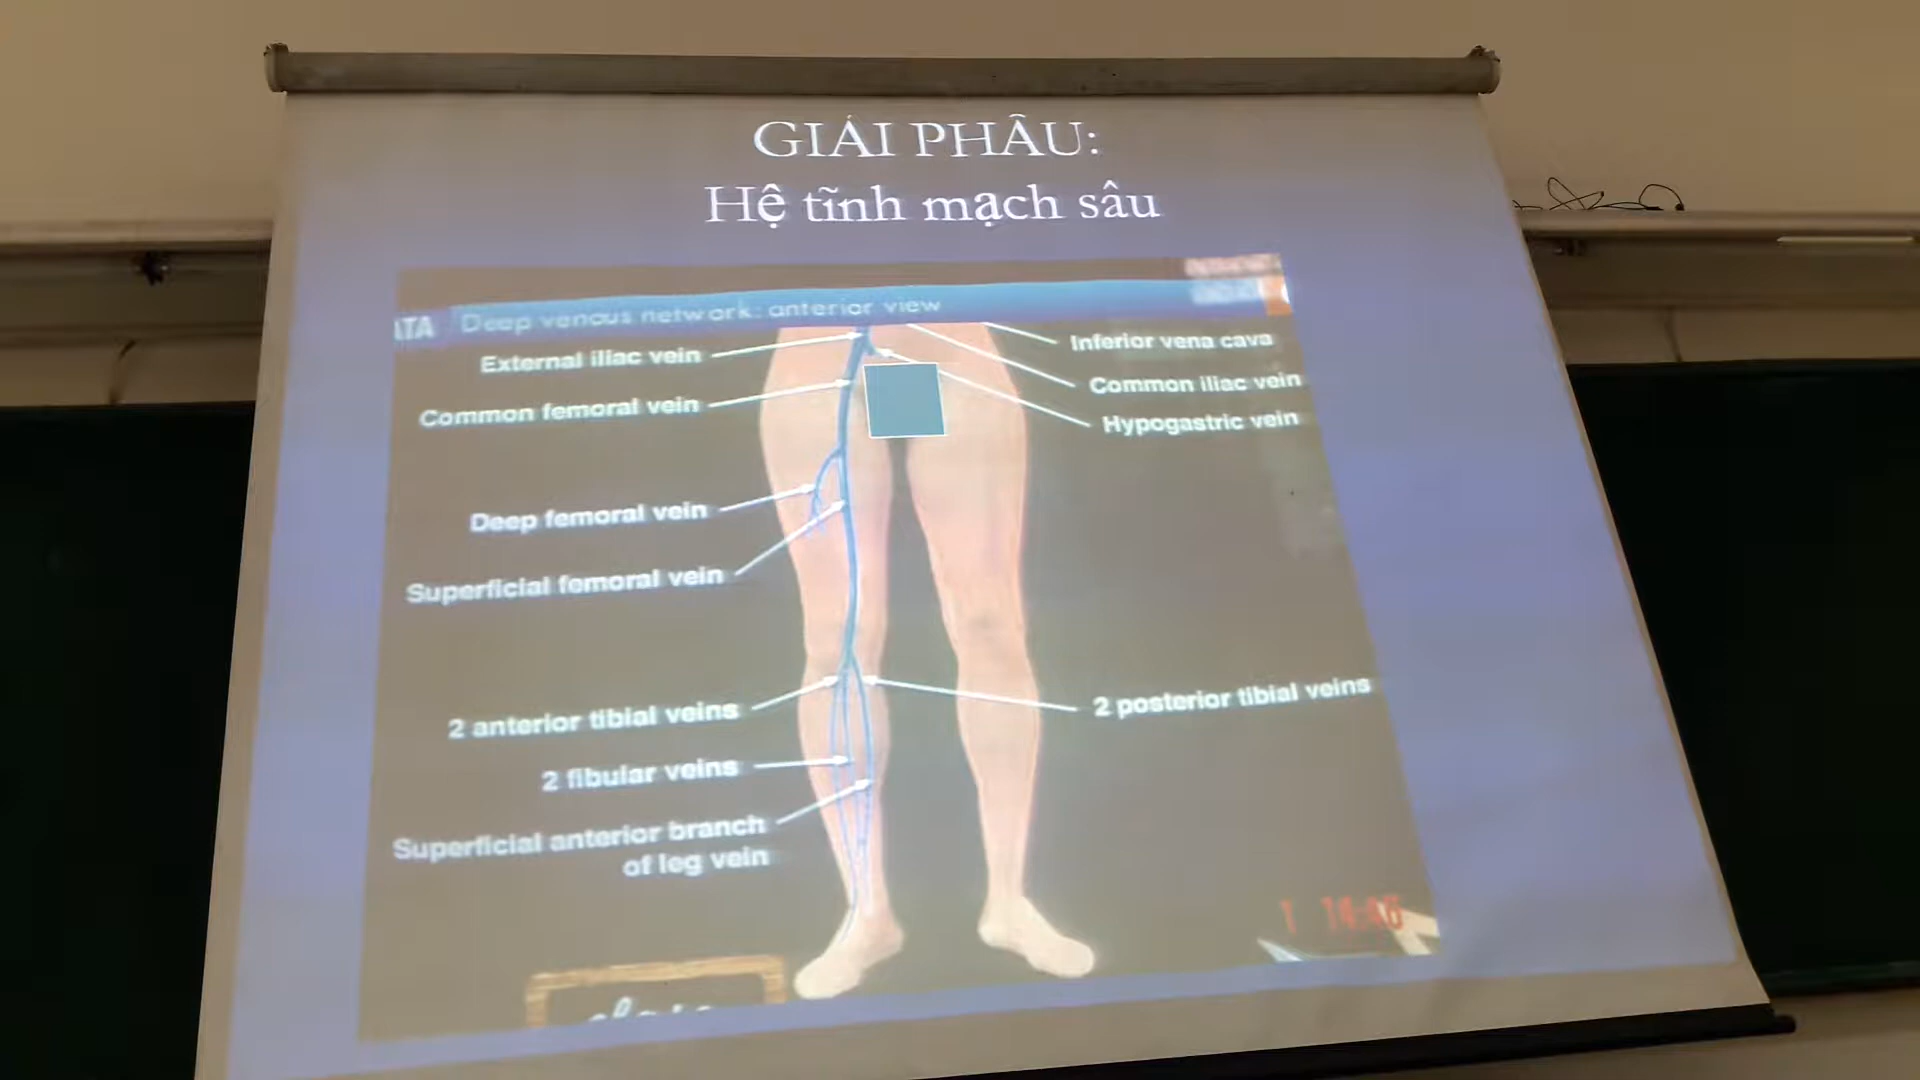 GIẢI PHẪU:
Hệ tĩnh mạch sâu
ATA Deep venous network: anterior view
External iliac vein
Inferior vena cava
Common femoral vein
Common iliac vein
Hypogastric vein
Deep femoral vein
Superficial femoral vein
2 anterior tibial veins
2 posterior tibial veins
2 fibular veins
Superficial anterior branch
of leg vein